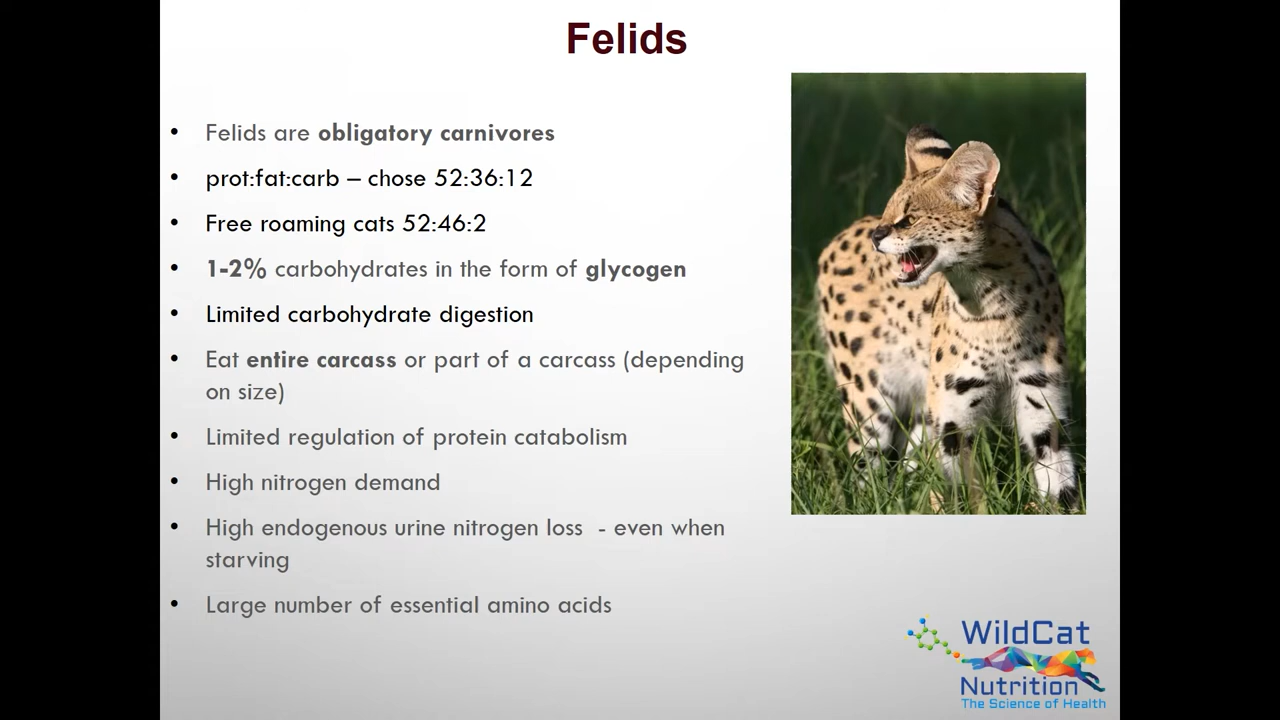 Felids
• Felids are obligatory carnivores
• prot:fat:carb – chose 52:36:12
• Free roaming cats 52:46:2
• 1-2% carbohydrates in the form of glycogen
• Limited carbohydrate digestion
• Eat entire carcass or part of a carcass (depending
on size)
• Limited regulation of protein catabolism
• High nitrogen demand
• High endogenous urine nitrogen loss  - even when
starving
• Large number of essential amino acids
WildCat
Nutrition
The Science of Health